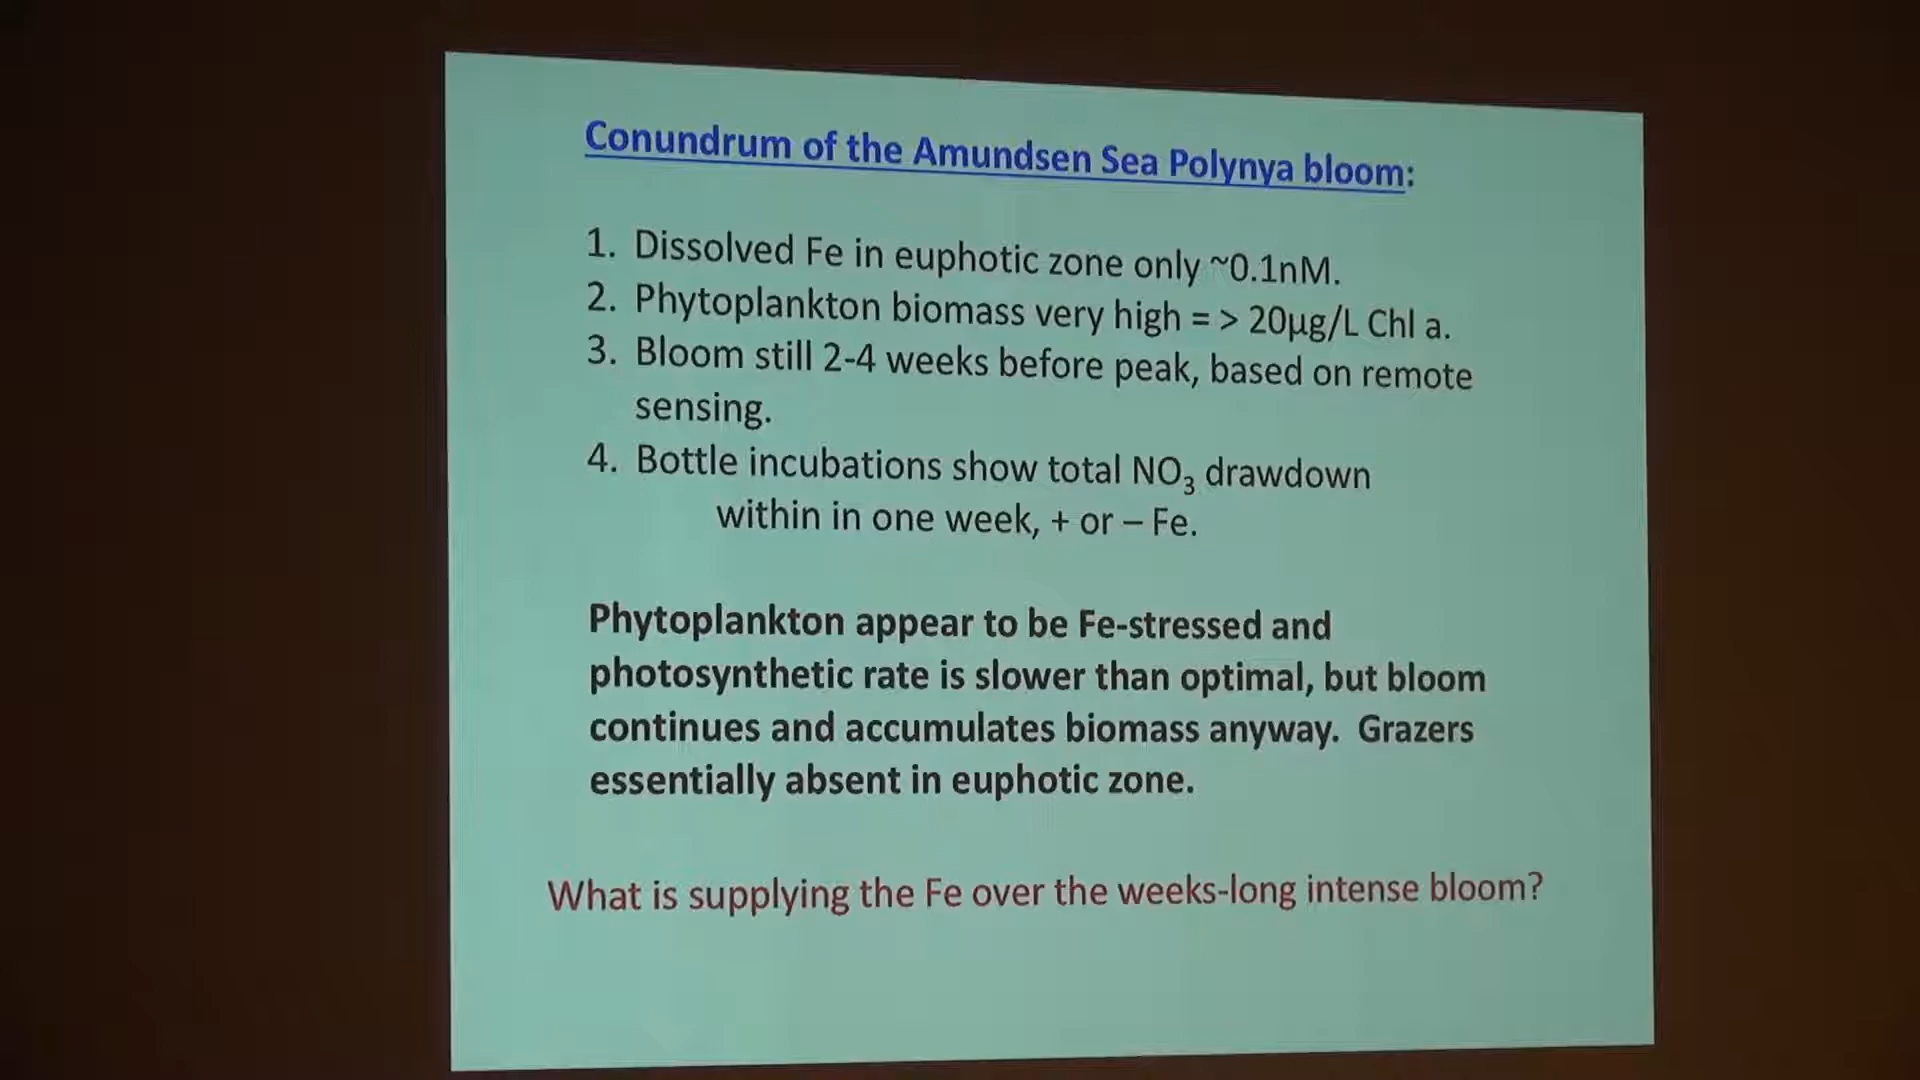 Conundrum of the Amundsen Sea Polynya bloom:
1. Dissolved Fe in euphotic zone only ~0.1nM.
2. Phytoplankton biomass very high = > 20µg/L Chl a.
3. Bloom still 2-4 weeks before peak, based on remote
sensing.
4. Bottle incubations show total NO₃ drawdown
within in one week, + or – Fe.
Phytoplankton appear to be Fe-stressed and
photosynthetic rate is slower than optimal, but bloom
continues and accumulates biomass anyway. Grazers
essentially absent in euphotic zone.
What is supplying the Fe over the weeks-long intense bloom?